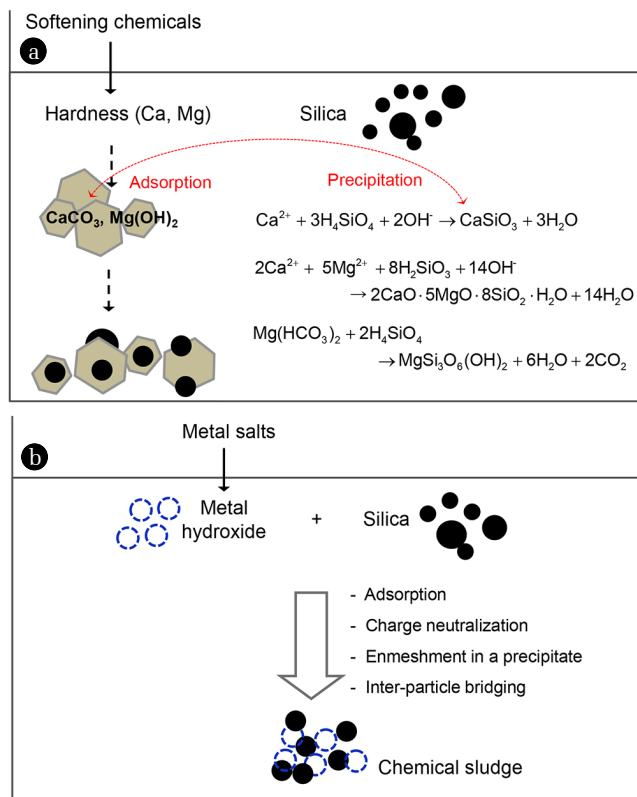 Softening chemicals
a
Hardness (Ca, Mg)
Silica
Adsorption
Precipitation
CaCO₃, Mg(OH)₂
Ca²⁺ + 3H₄SiO₄ + 2OH⁻ → CaSiO₃ + 3H₂O
2Ca²⁺ + 5Mg²⁺ + 8H₂SiO₃ + 14OH⁻
→ 2CaO · 5MgO · 8SiO₂ · H₂O + 14H₂O
Mg(HCO₃)₂ + 2H₄SiO₄
→ MgSi₃O₆(OH)₂ + 6H₂O + 2CO₂
Metal salts
b
Metal
hydroxide
+
Silica
- Adsorption
- Charge neutralization
- Enmeshment in a precipitate
- Inter-particle bridging
Chemical sludge